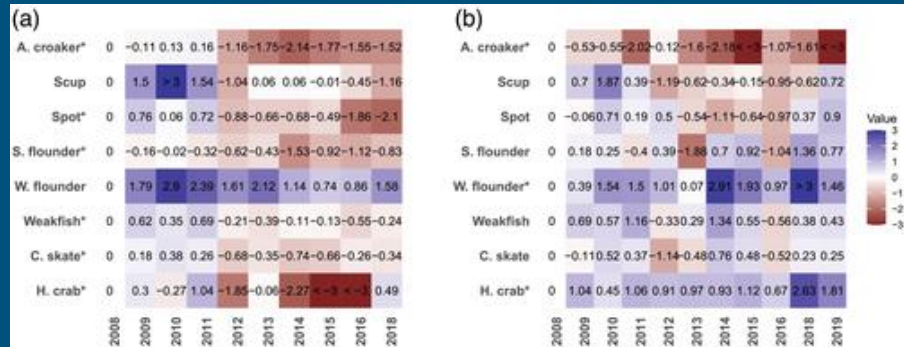 (a)
A. croaker* 0 −0.11 0.13 0.16 −1.16 −1.75 −2.14 −1.77 −1.55 −1.52
Scup 0 1.5 > 3 1.54 −1.04 0.06 0.06 −0.01 −0.45 −1.16
Spot* 0 0.76 0.06 0.72 −0.88 −0.66 −0.68 −0.49 −1.86 −2.1
S. flounder* 0 −0.16 −0.02 −0.32 −0.62 −0.43 −1.53 −0.92 −1.12 −0.83
W. flounder 0 1.79 2.9 2.39 1.61 2.12 1.14 0.74 0.86 1.58
Weakfish* 0 0.62 0.35 0.69 −0.21 −0.39 −0.11 −0.13 −0.55 −0.24
C. skate* 0 0.18 0.38 0.26 −0.68 −0.35 −0.74 −0.66 −0.26 −0.34
H. crab* 0 0.3 −0.27 1.04 −1.85 −0.06 −2.27 < −3 < −3 0.49
2008 2009 2010 2011 2012 2013 2014 2015 2016 2018
(b)
A. croaker* 0 −0.53 −0.55 −2.02 −0.12 −1.6 −2.18 < −3 −1.07 −1.61 < −3
Scup 0 0.7 1.87 0.39 −1.19 −0.62 −0.34 −0.15 −0.95 −0.62 0.72
Spot 0 −0.06 0.71 0.19 0.5 −0.54 −1.11 −0.64 −0.97 0.37 0.9
S. flounder 0 0.18 0.25 −0.4 0.39 −1.88 0.7 0.92 −1.04 1.36 0.77
W. flounder* 0 0.39 1.54 1.5 1.01 0.07 2.91 1.93 0.97 > 3 1.46
Weakfish 0 0.69 0.57 1.16 −0.33 0.29 1.34 0.55 −0.56 0.38 0.43
C. skate 0 −0.11 0.52 0.37 −1.14 −0.48 0.76 0.48 −0.52 0.23 0.25
H. crab* 0 1.04 0.45 1.06 0.91 0.97 0.93 1.12 0.67 2.63 1.81
2008 2009 2010 2011 2012 2013 2014 2015 2016 2018 2019
Value
3
2
1
0
−1
−2
−3